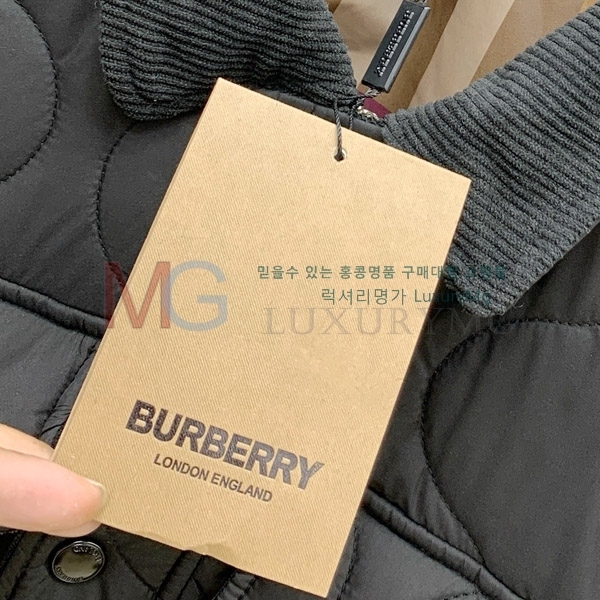 MG
믿을수 있는 홍콩명품 구매대행
럭셔리명가
LUXURYM
BURBERRY
LONDON ENGLAND